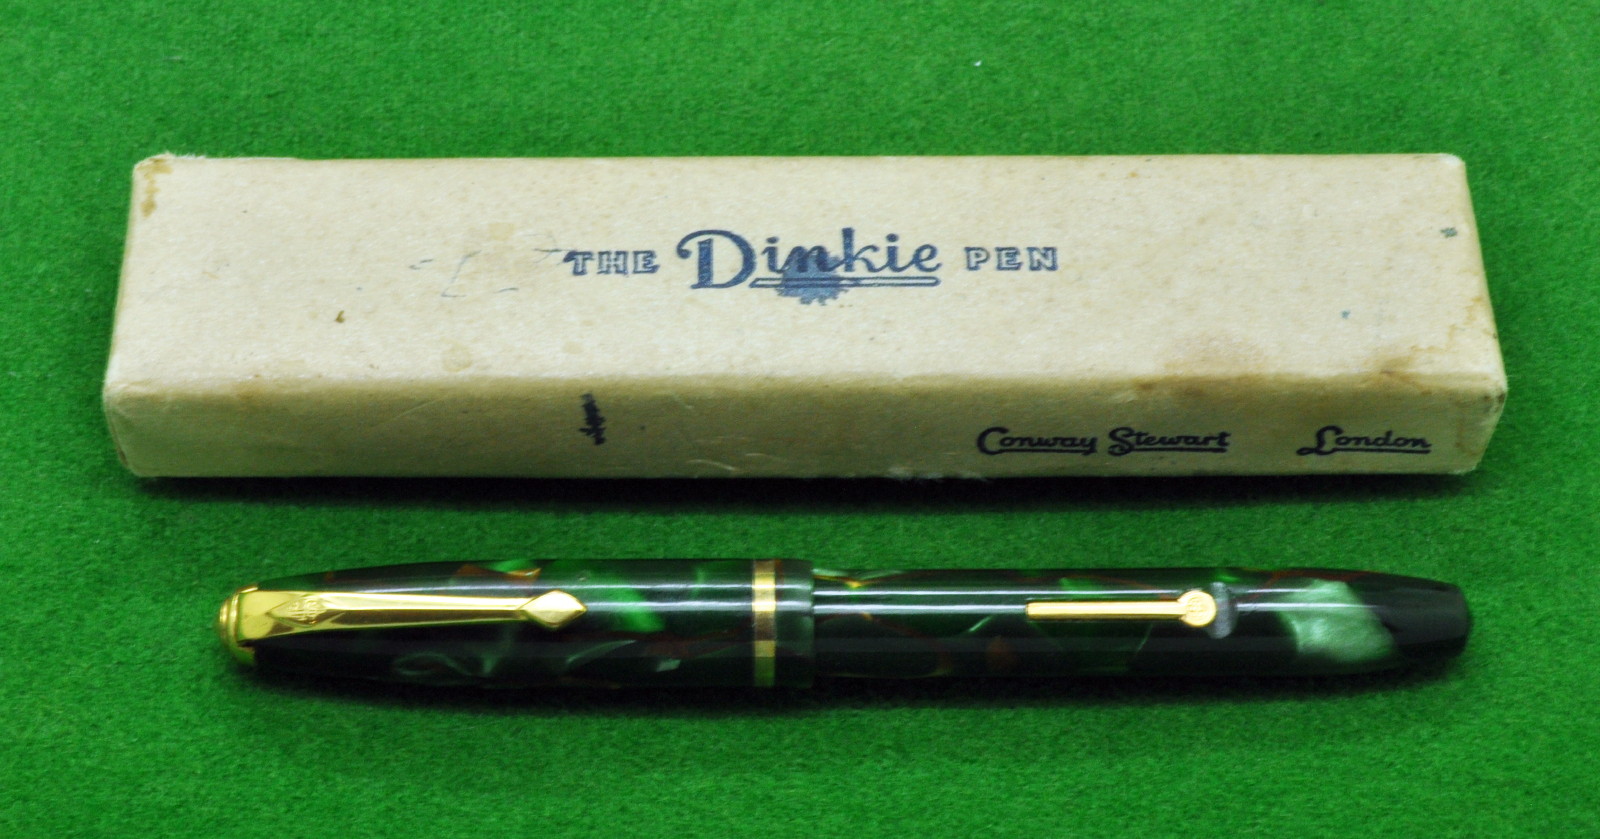 THE Dinkie PEN
Conway Stewart London